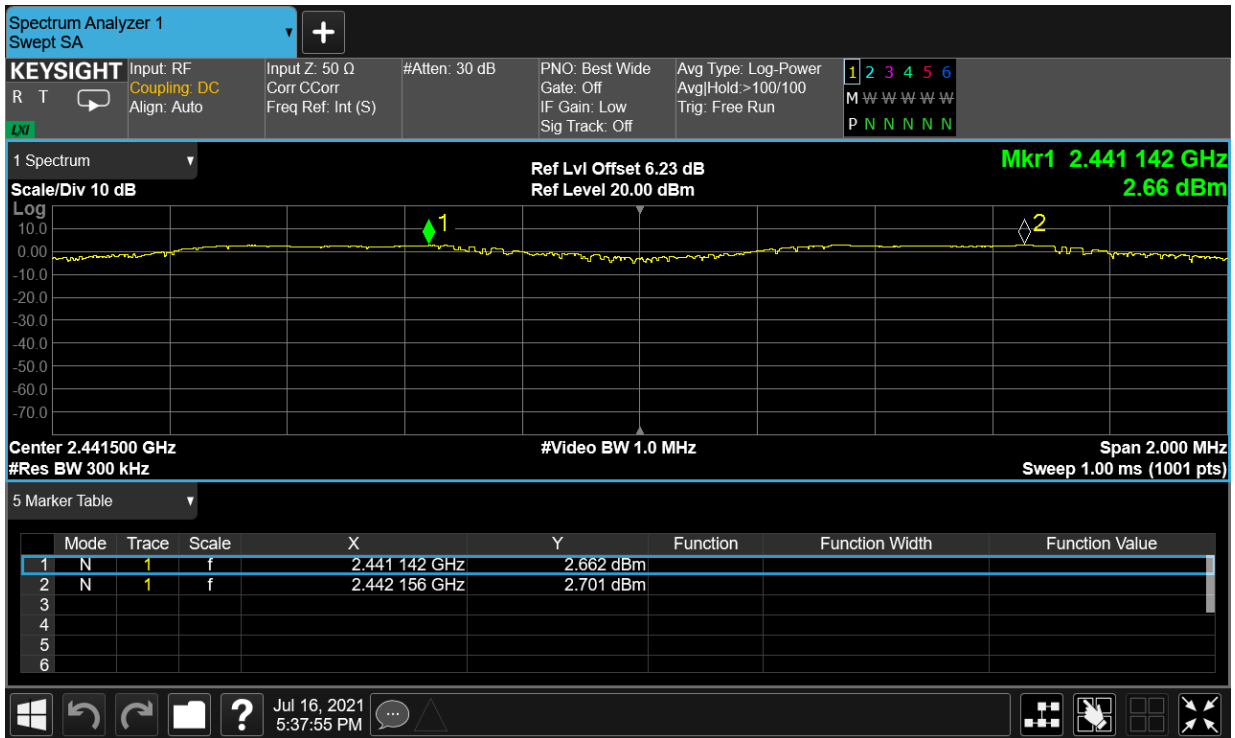 Spectrum Analyzer 1
Swept SA
+
KEYSIGHT
R T
LXI
Input: RF
Coupling: DC
Align: Auto
Input Z: 50 Ω
Corr CCorr
Freq Ref: Int (S)
#Atten: 30 dB
PNO: Best Wide
Gate: Off
IF Gain: Low
Sig Track: Off
Avg Type: Log-Power
Avg|Hold:>100/100
Trig: Free Run
1 2 3 4 5 6
M W W W W W
P N N N N N
1 Spectrum
Scale/Div 10 dB
Ref Lvl Offset 6.23 dB
Ref Level 20.00 dBm
Mkr1 2.441 142 GHz
2.66 dBm
Log
10.0
0.00
-10.0
-20.0
-30.0
-40.0
-50.0
-60.0
-70.0
1
2
Center 2.441500 GHz
#Res BW 300 kHz
#Video BW 1.0 MHz
Span 2.000 MHz
Sweep 1.00 ms (1001 pts)
5 Marker Table
Mode Trace Scale X Y Function Function Width Function Value
1 N 1 f 2.441 142 GHz 2.662 dBm
2 N 1 f 2.442 156 GHz 2.701 dBm
3
4
5
6
?
Jul 16, 2021
5:37:55 PM